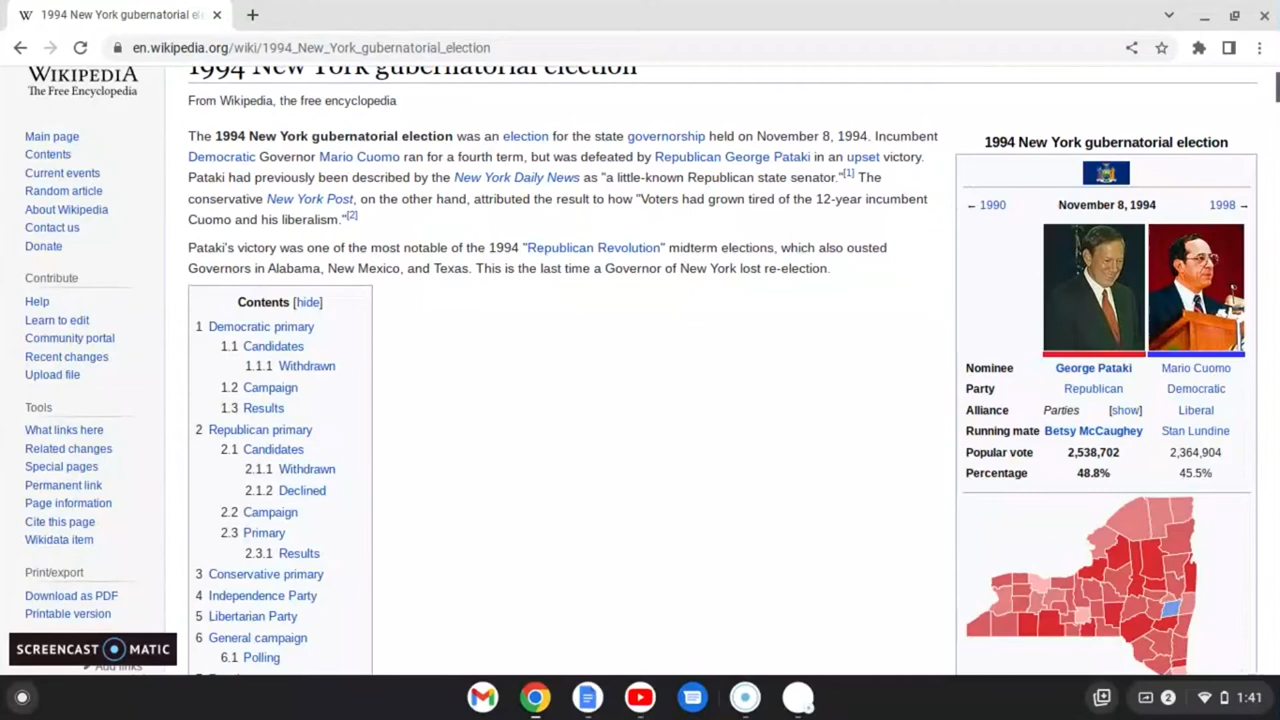 1994 New York gubernatorial el
en.wikipedia.org/wiki/1994_New_York_gubernatorial_election
WIKIPEDIA
The Free Encyclopedia
Main page
Contents
Current events
Random article
About Wikipedia
Contact us
Donate
Contribute
Help
Learn to edit
Community portal
Recent changes
Upload file
Tools
What links here
Related changes
Special pages
Permanent link
Page information
Cite this page
Wikidata item
Print/export
Download as PDF
Printable version
Add links
SCREENCAST MATIC
1994 New York gubernatorial election
From Wikipedia, the free encyclopedia
The 1994 New York gubernatorial election was an election for the state governorship held on November 8, 1994. Incumbent
Democratic Governor Mario Cuomo ran for a fourth term, but was defeated by Republican George Pataki in an upset victory.
Pataki had previously been described by the New York Daily News as "a little-known Republican state senator."[1] The
conservative New York Post, on the other hand, attributed the result to how "Voters had grown tired of the 12-year incumbent
Cuomo and his liberalism."[2]
Pataki's victory was one of the most notable of the 1994 "Republican Revolution" midterm elections, which also ousted
Governors in Alabama, New Mexico, and Texas. This is the last time a Governor of New York lost re-election.
Contents [hide]
1 Democratic primary
1.1 Candidates
1.1.1 Withdrawn
1.2 Campaign
1.3 Results
2 Republican primary
2.1 Candidates
2.1.1 Withdrawn
2.1.2 Declined
2.2 Campaign
2.3 Primary
2.3.1 Results
3 Conservative primary
4 Independence Party
5 Libertarian Party
6 General campaign
6.1 Polling
1994 New York gubernatorial election
← 1990 November 8, 1994 1998 →
Nominee George Pataki Mario Cuomo
Party Republican Democratic
Alliance Parties [show] Liberal
Running mate Betsy McCaughey Stan Lundine
Popular vote 2,538,702 2,364,904
Percentage 48.8% 45.5%
2 1:41